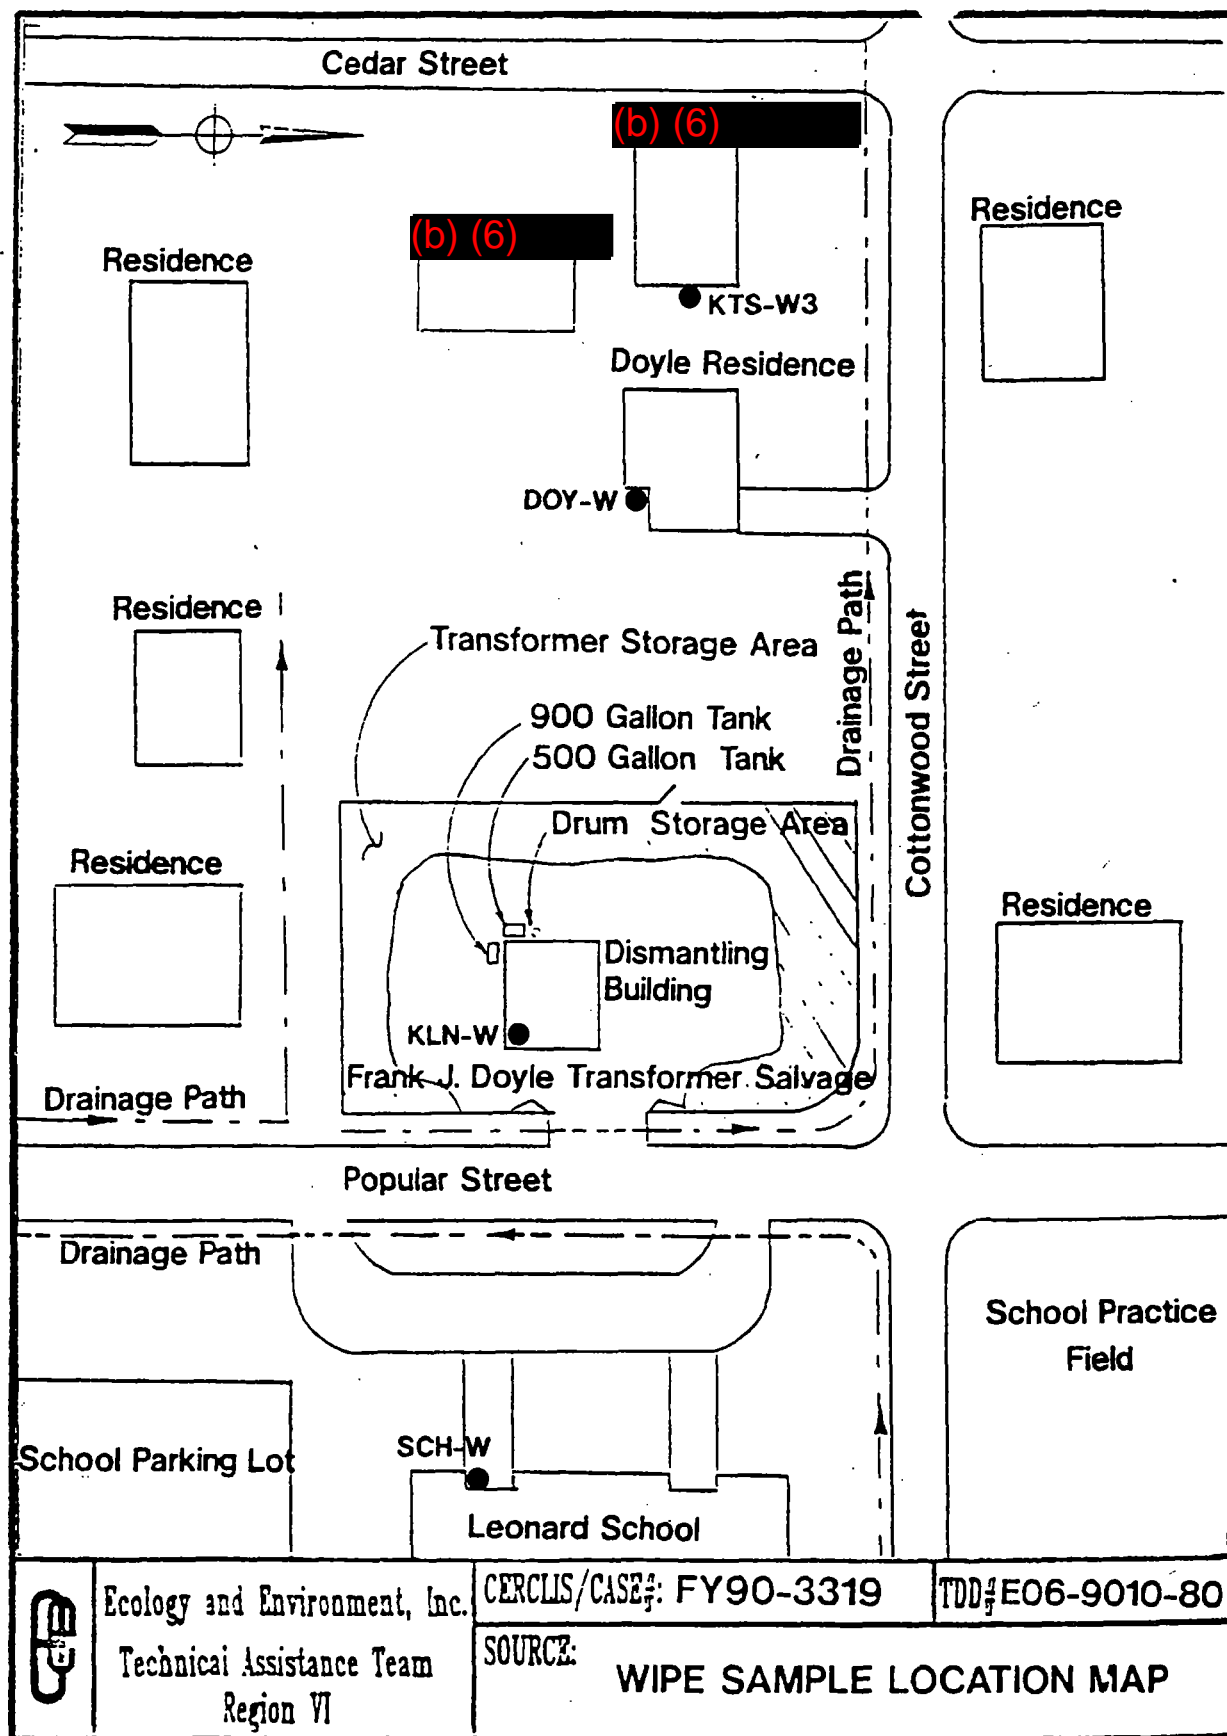 Cedar Street
(b) (6)
(b) (6)
Residence
Residence
KTS-W3
Doyle Residence
DOY-W
Residence
Transformer Storage Area
Drainage Path
Cottonwood Street
900 Gallon Tank
500 Gallon Tank
Drum Storage Area
Residence
Residence
Dismantling
Building
KLN-W
Frank J. Doyle Transformer Salvage
Drainage Path
Popular Street
Drainage Path
School Practice
Field
School Parking Lot
SCH-W
Leonard School
Ecology and Environment, Inc.
Technical Assistance Team
Region VI
CERCLIS/CASE#: FY90-3319
TDD#E06-9010-80
SOURCE:
WIPE SAMPLE LOCATION MAP